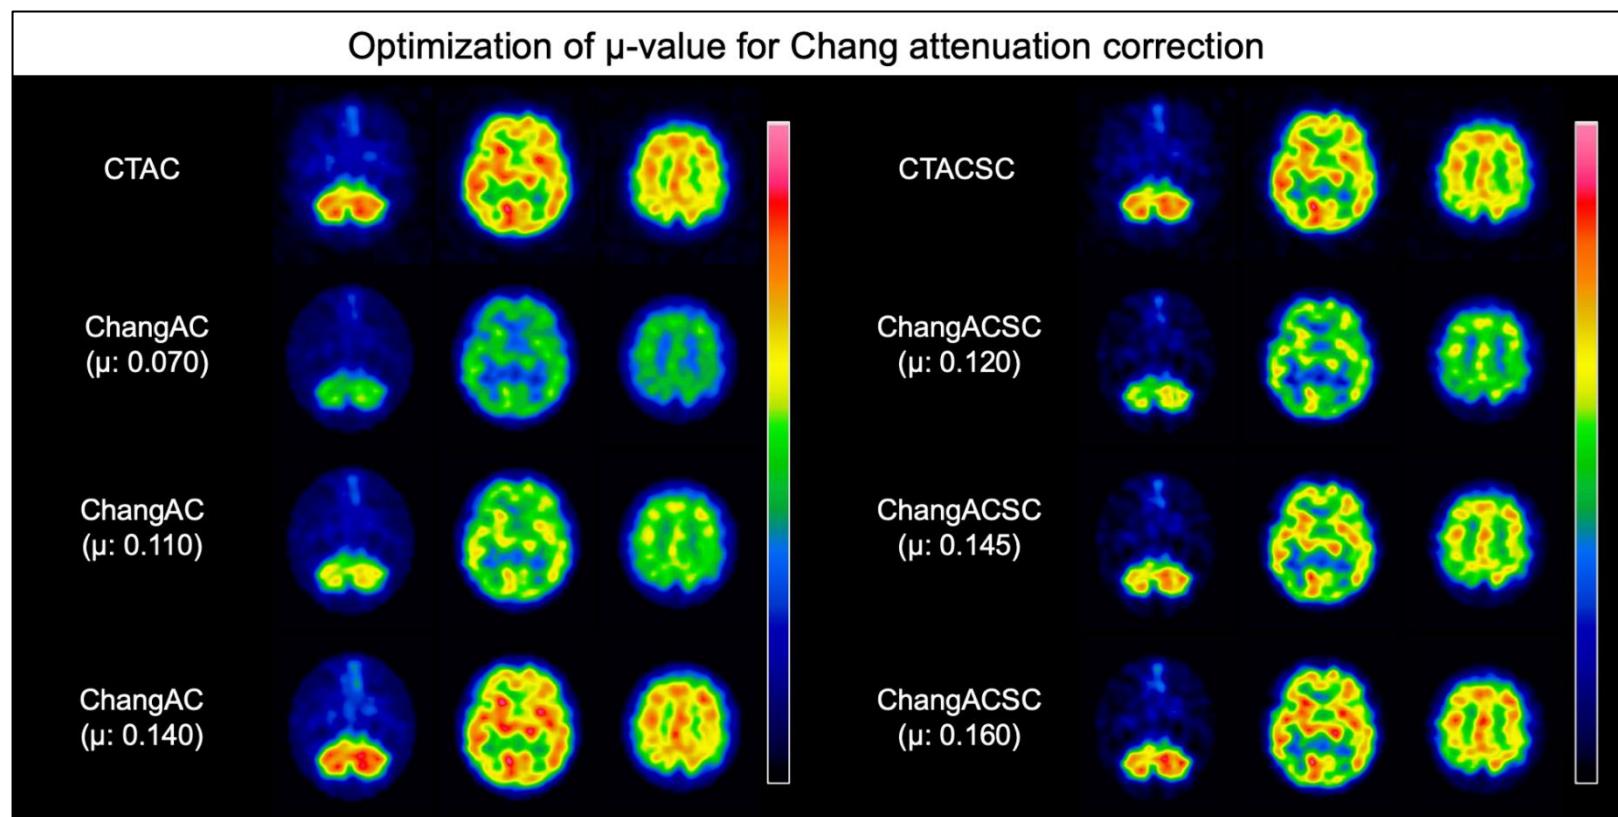 Optimization of μ-value for Chang attenuation correction
CTAC
ChangAC
(μ: 0.070)
ChangAC
(μ: 0.110)
ChangAC
(μ: 0.140)
CTACSC
ChangACSC
(μ: 0.120)
ChangACSC
(μ: 0.145)
ChangACSC
(μ: 0.160)